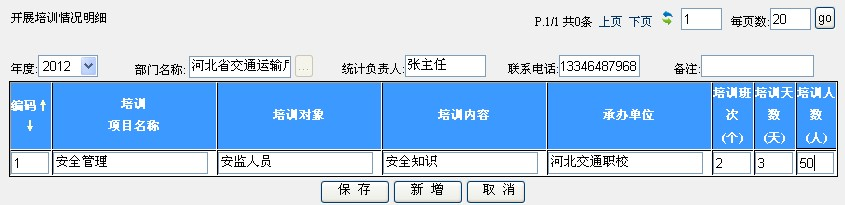 开展培训情况明细
P.1/1 共0条 上页 下页 1 每页数: 20 go
年度: 2012 部门名称: 河北省交通运输厅 ... 统计负责人: 张主任 联系电话: 13346487968 备注:
编码↑↓ 培训项目名称 培训对象 培训内容 承办单位 培训班次(个) 培训天数(天) 培训人数(人)
1 安全管理 安监人员 安全知识 河北交通职校 2 3 50
保存 新增 取消